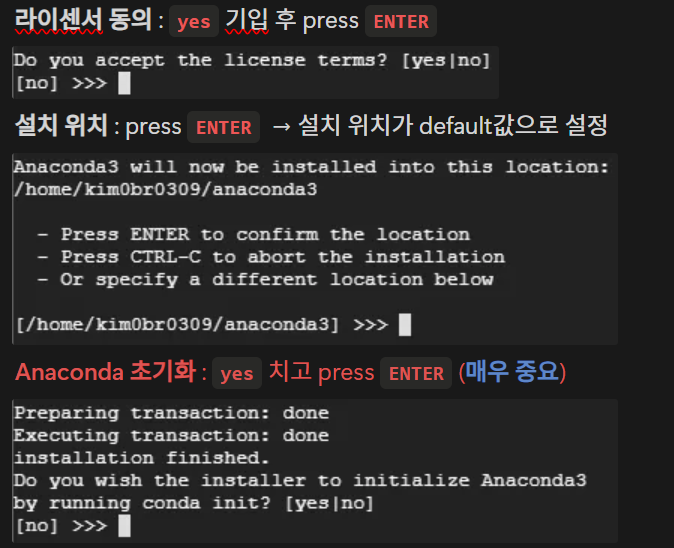 라이센서 동의 : yes 기입 후 press ENTER
Do you accept the license terms? [yes|no]
[no] >>>
설치 위치 : press ENTER → 설치 위치가 default값으로 설정
Anaconda3 will now be installed into this location:
/home/kim0br0309/anaconda3
- Press ENTER to confirm the location
- Press CTRL-C to abort the installation
- Or specify a different location below
[/home/kim0br0309/anaconda3] >>>
Anaconda 초기화 : yes 치고 press ENTER (매우 중요)
Preparing transaction: done
Executing transaction: done
installation finished.
Do you wish the installer to initialize Anaconda3
by running conda init? [yes|no]
[no] >>>